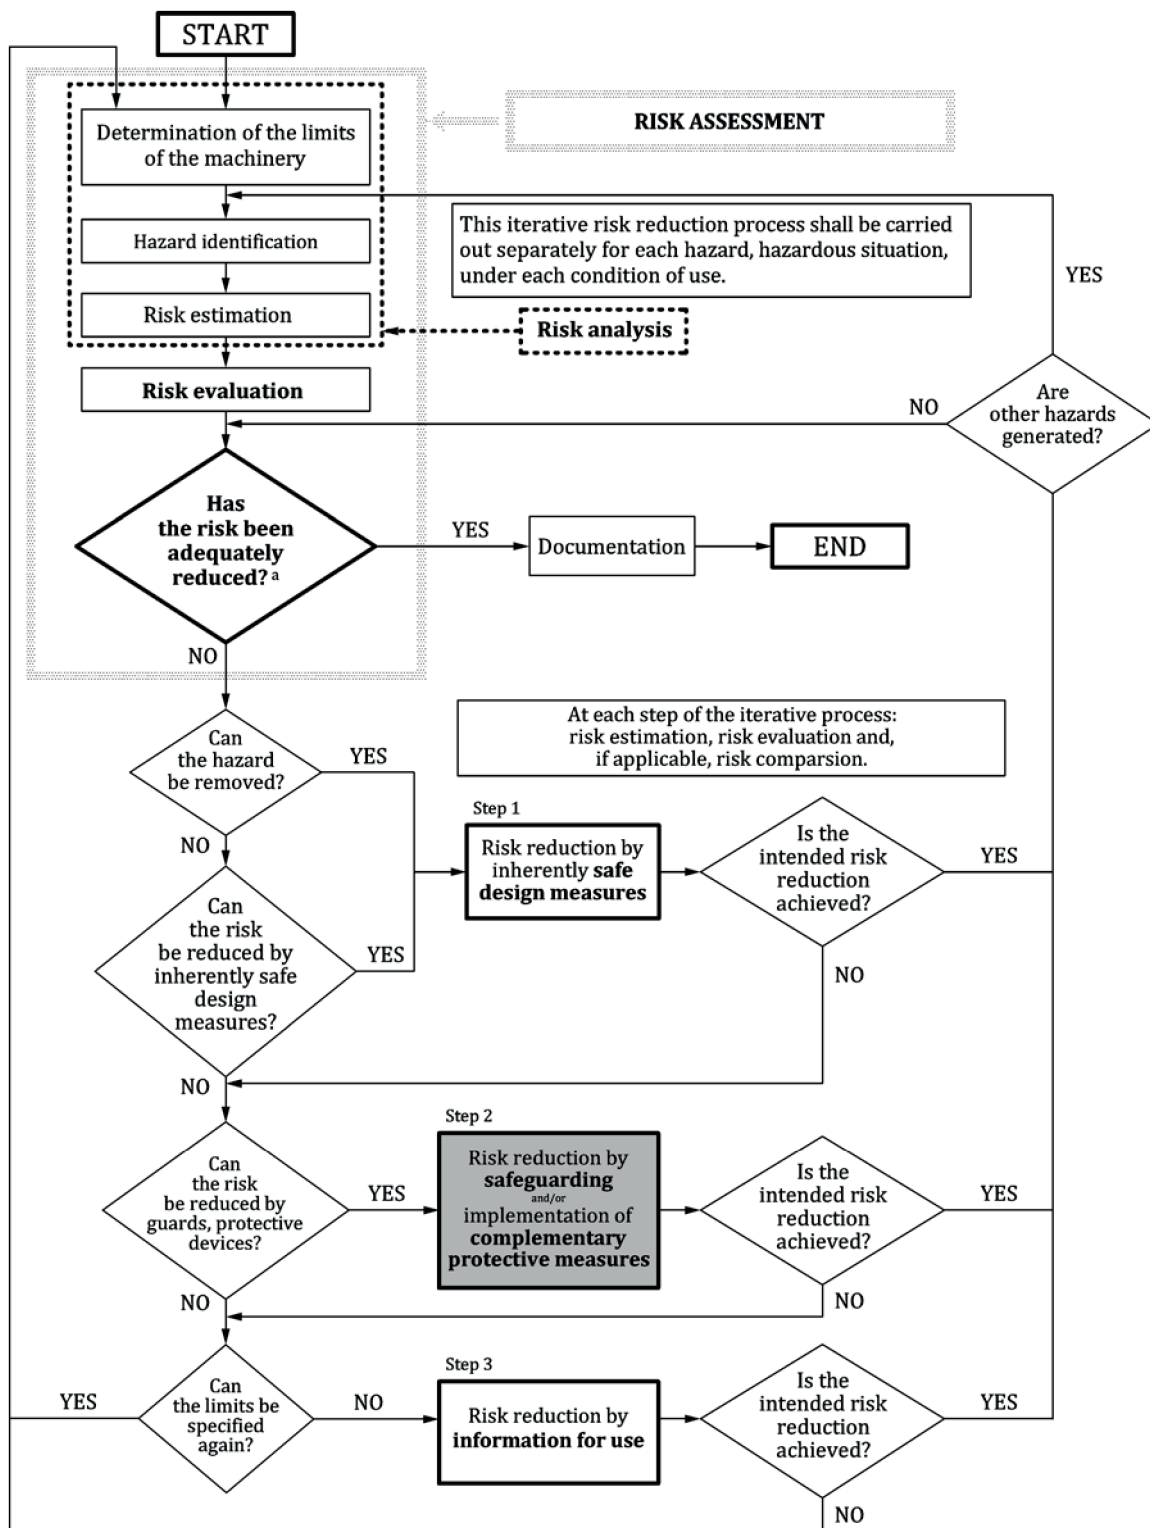 START
RISK ASSESSMENT
Determination of the limits
of the machinery
This iterative risk reduction process shall be carried
out separately for each hazard, hazardous situation,
under each condition of use.
Hazard identification
YES
Risk estimation
Risk analysis
Risk evaluation
Are
other hazards
generated?
NO
Has
the risk been
adequately
reduced? a
YES
Documentation
END
NO
At each step of the iterative process:
risk estimation, risk evaluation and,
if applicable, risk comparsion.
Can
the hazard
be removed?
YES
NO
Step 1
Risk reduction by
inherently safe
design measures
Is the
intended risk
reduction
achieved?
YES
NO
Can
the risk
be reduced by
inherently safe
design
measures?
YES
NO
Step 2
Can
the risk
be reduced by
guards, protective
devices?
YES
Risk reduction by
safeguarding
and/or
implementation of
complementary
protective measures
Is the
intended risk
reduction
achieved?
YES
NO
NO
Step 3
YES
Can
the limits be
specified
again?
NO
Risk reduction by
information for use
Is the
intended risk
reduction
achieved?
YES
NO